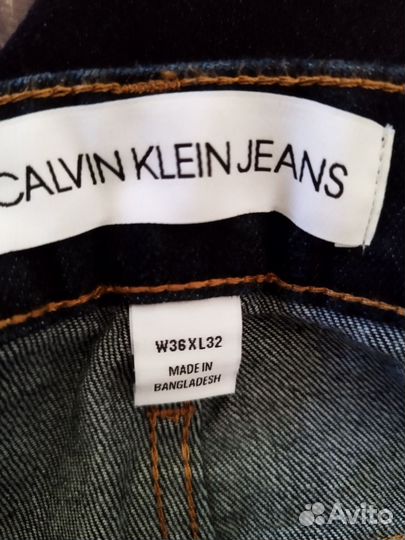 CALVIN KLEIN JEANS
W36XL32
MADE IN
BANGLADESH
Avito